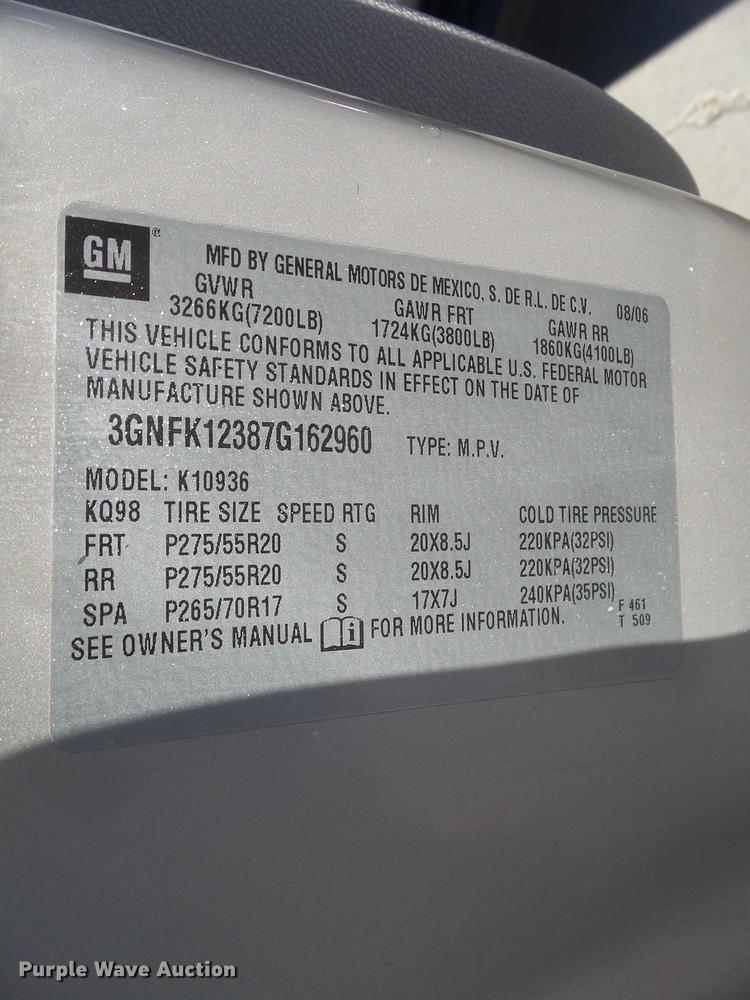 GM ®
MFD BY GENERAL MOTORS DE MEXICO, S. DE R.L. DE C.V. 08/06
GVWR GAWR FRT GAWR RR
3266KG(7200LB) 1724KG(3800LB) 1860KG(4100LB)
THIS VEHICLE CONFORMS TO ALL APPLICABLE U.S. FEDERAL MOTOR
VEHICLE SAFETY STANDARDS IN EFFECT ON THE DATE OF
MANUFACTURE SHOWN ABOVE.
3GNFK12387G162960 TYPE: M.P.V.
MODEL: K10936
KQ98 TIRE SIZE SPEED RTG RIM COLD TIRE PRESSURE
FRT P275/55R20 S 20X8.5J 220KPA(32PSI)
RR P275/55R20 S 20X8.5J 220KPA(32PSI)
SPA P265/70R17 S 17X7J 240KPA(35PSI)
SEE OWNER'S MANUAL i FOR MORE INFORMATION.
F 461
T 509
Purple Wave Auction